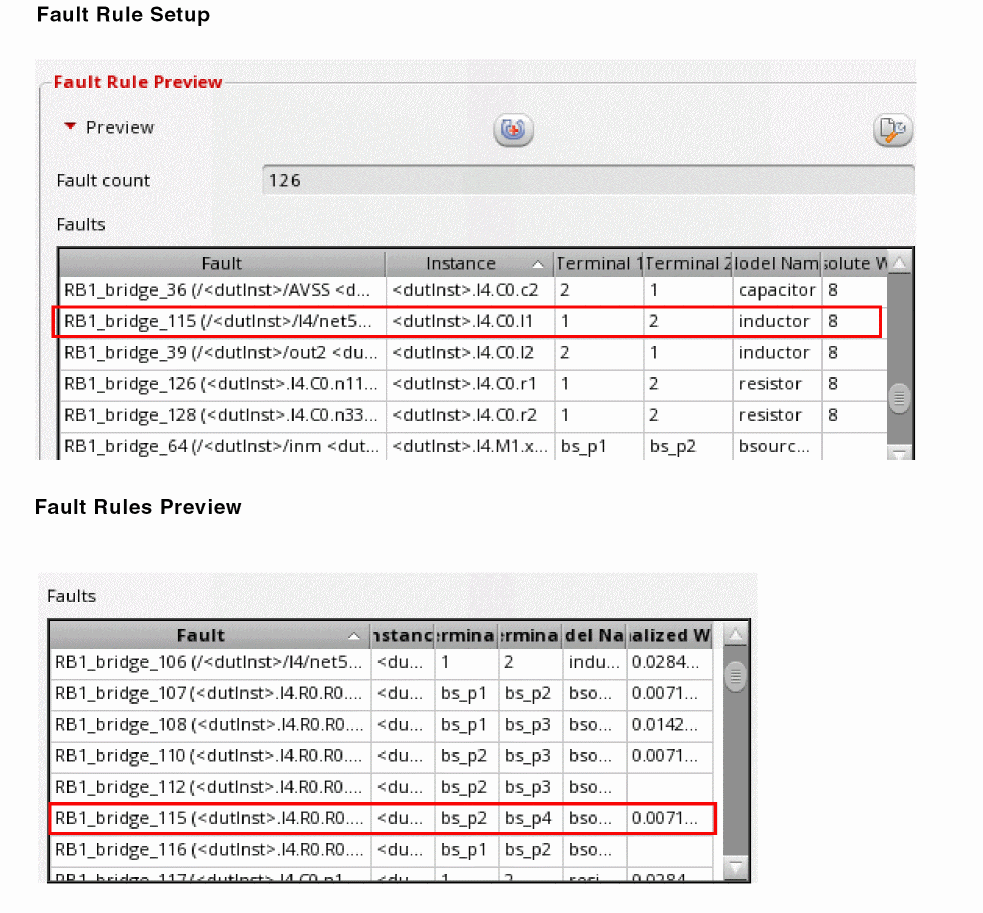 Fault Rule Setup
Fault Rule Preview
Preview
Fault count 126
Faults
Fault Instance Terminal 1 Terminal 2 lodel Nam solute W
RB1_bridge_36 (/<dutInst>/AVSS <d... <dutInst>.I4.C0.c2 2 1 capacitor 8
RB1_bridge_115 (/<dutInst>/I4/net5... <dutInst>.I4.C0.l1 1 2 inductor 8
RB1_bridge_39 (/<dutInst>/out2 <du... <dutInst>.I4.C0.l2 2 1 inductor 8
RB1_bridge_126 (<dutInst>.I4.C0.n11... <dutInst>.I4.C0.r1 1 2 resistor 8
RB1_bridge_128 (<dutInst>.I4.C0.n33... <dutInst>.I4.C0.r2 1 2 resistor 8
RB1_bridge_64 (/<dutInst>/inm <dut... <dutInst>.I4.M1.x... bs_p1 bs_p2 bsourc...
Fault Rules Preview
Faults
Fault nstanc ermina ermina del Na alized W
RB1_bridge_106 (/<dutInst>/I4/net5... <du... 1 2 indu... 0.0284...
RB1_bridge_107 (<dutInst>.I4.R0.R0.... <du... bs_p1 bs_p2 bso... 0.0071...
RB1_bridge_108 (<dutInst>.I4.R0.R0.... <du... bs_p1 bs_p3 bso... 0.0142...
RB1_bridge_110 (<dutInst>.I4.R0.R0.... <du... bs_p2 bs_p3 bso... 0.0071...
RB1_bridge_112 (<dutInst>.I4.R0.R0.... <du... bs_p2 bs_p3 bso...
RB1_bridge_115 (<dutInst>.I4.R0.R0.... <du... bs_p2 bs_p4 bso... 0.0071...
RB1_bridge_116 (<dutInst>.I4.R0.R0.... <du... bs_p1 bs_p2 bso...
RB1_bridge_117 (<dutInst>.I4.C0.n1... <du... 1 2 resi... 0.0284...